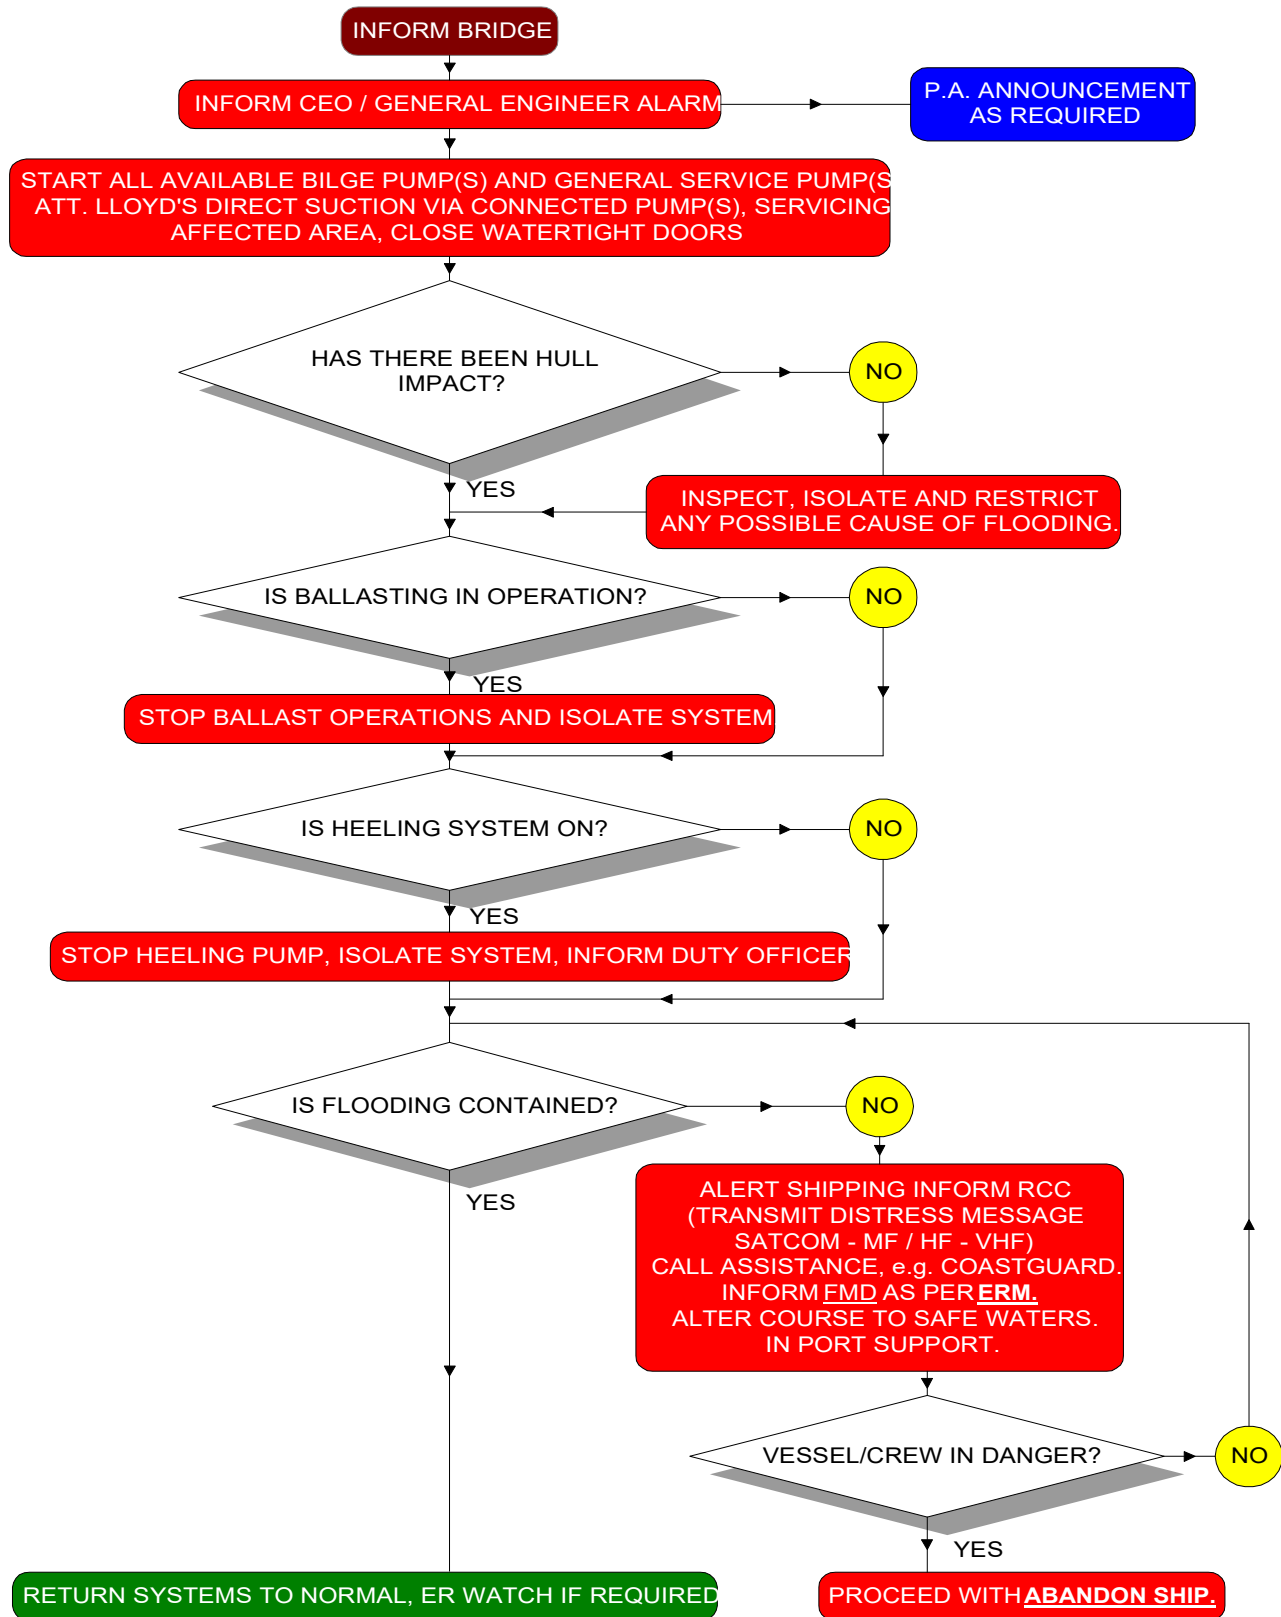 INFORM BRIDGE
INFORM CEO / GENERAL ENGINEER ALARM
P.A. ANNOUNCEMENT
AS REQUIRED
START ALL AVAILABLE BILGE PUMP(S) AND GENERAL SERVICE PUMP(S
ATT. LLOYD'S DIRECT SUCTION VIA CONNECTED PUMP(S), SERVICING
AFFECTED AREA, CLOSE WATERTIGHT DOORS
HAS THERE BEEN HULL
IMPACT?
NO
YES
INSPECT, ISOLATE AND RESTRICT
ANY POSSIBLE CAUSE OF FLOODING.
IS BALLASTING IN OPERATION?
NO
YES
STOP BALLAST OPERATIONS AND ISOLATE SYSTEM
IS HEELING SYSTEM ON?
NO
YES
STOP HEELING PUMP, ISOLATE SYSTEM, INFORM DUTY OFFICER
IS FLOODING CONTAINED?
NO
YES
ALERT SHIPPING INFORM RCC
(TRANSMIT DISTRESS MESSAGE
SATCOM - MF / HF - VHF)
CALL ASSISTANCE, e.g. COASTGUARD.
INFORM FMD AS PER ERM.
ALTER COURSE TO SAFE WATERS.
IN PORT SUPPORT.
VESSEL/CREW IN DANGER?
NO
YES
RETURN SYSTEMS TO NORMAL, ER WATCH IF REQUIRED
PROCEED WITH ABANDON SHIP.